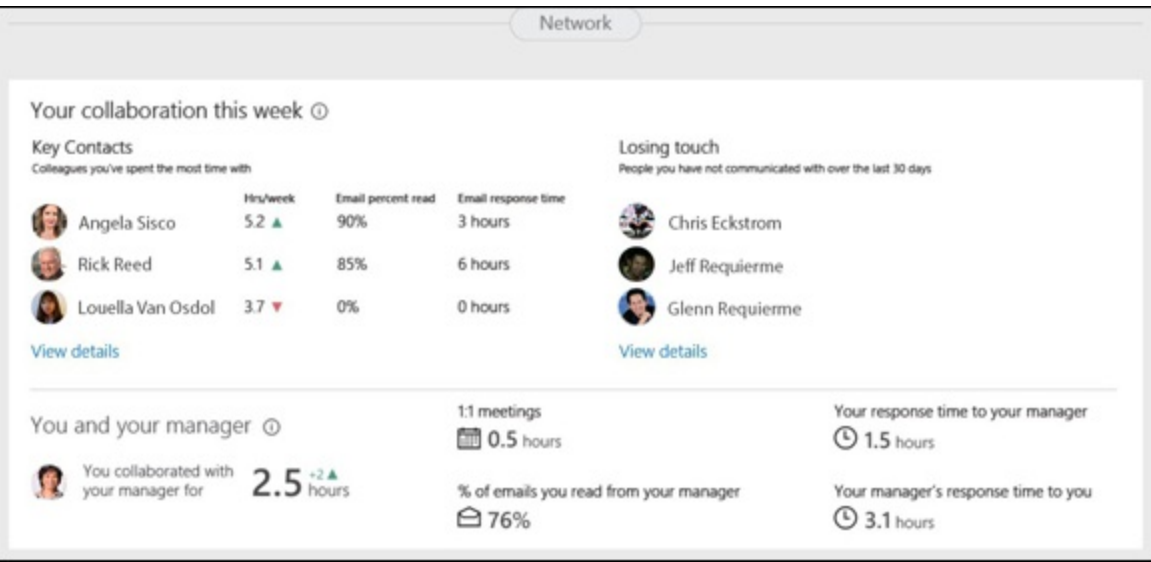 Network
Your collaboration this week
Key Contacts
Colleagues you've spent the most time with
Hrs/week Email percent read Email response time
Angela Sisco 5.2 90% 3 hours
Rick Reed 5.1 85% 6 hours
Louella Van Osdol 3.7 0% 0 hours
View details
Losing touch
People you have not communicated with over the last 30 days
Chris Eckstrom
Jeff Requierme
Glenn Requierme
View details
You and your manager
You collaborated with
your manager for
2.5 +2 hours
1:1 meetings
0.5 hours
% of emails you read from your manager
76%
Your response time to your manager
1.5 hours
Your manager's response time to you
3.1 hours